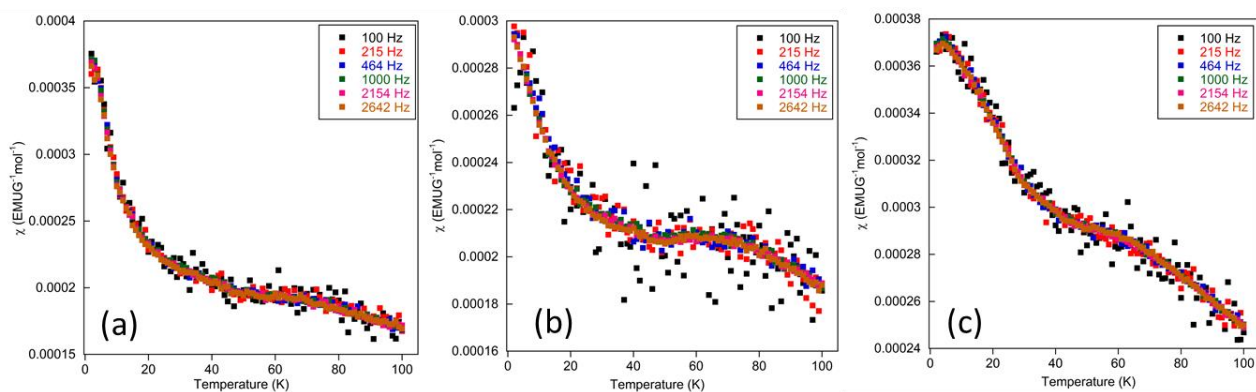 0.0004
0.00035
0.0003
0.00025
0.0002
0.00015
χ (EMUG⁻¹mol⁻¹)
100 Hz
215 Hz
464 Hz
1000 Hz
2154 Hz
2642 Hz
(a)
0 20 40 60 80 100
Temperature (K)
0.0003
0.00028
0.00026
0.00024
0.00022
0.0002
0.00018
0.00016
χ (EMUG⁻¹mol⁻¹)
100 Hz
215 Hz
464 Hz
1000 Hz
2154 Hz
2642 Hz
(b)
0 20 40 60 80 100
Temperature (K)
0.00038
0.00036
0.00034
0.00032
0.0003
0.00028
0.00026
0.00024
χ (EMUG⁻¹mol⁻¹)
100 Hz
215 Hz
464 Hz
1000 Hz
2154 Hz
2642 Hz
(c)
0 20 40 60 80 100
Temperature (K)